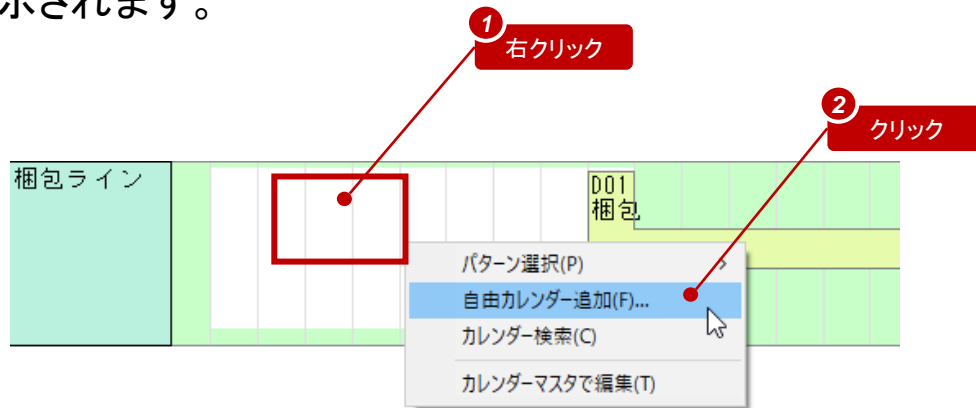 示されます。
1
右クリック
2
クリック
梱包ライン
D01
梱包
パターン選択(P)
自由カレンダー追加(F)...
カレンダー検索(C)
カレンダーマスタで編集(T)